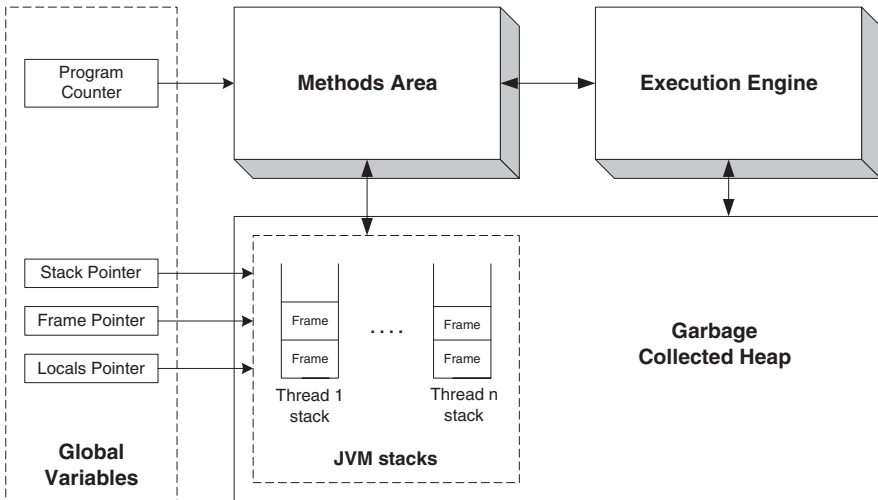 Program
Counter
Methods Area
Execution Engine
Stack Pointer
Frame Pointer
Locals Pointer
Global
Variables
Frame
Frame
Thread 1
stack
. . . .
Frame
Frame
Thread n
stack
JVM stacks
Garbage
Collected Heap